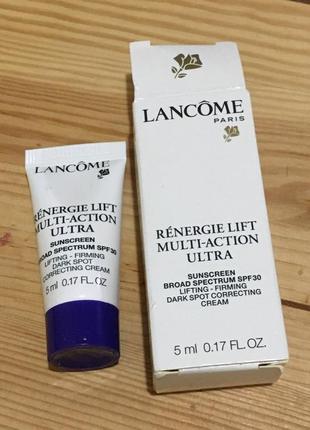 LANCÔME
RÉNERGIE LIFT
MULTI-ACTION
ULTRA
SUNSCREEN
BROAD SPECTRUM SPF30
LIFTING - FIRMING
DARK SPOT
CORRECTING CREAM
5 ml 0.17 FL. OZ.
LANCÔME
PARIS
RÉNERGIE LIFT
MULTI-ACTION
ULTRA
SUNSCREEN
BROAD SPECTRUM SPF30
LIFTING - FIRMING
DARK SPOT CORRECTING
CREAM
5 ml 0.17 FL. OZ.